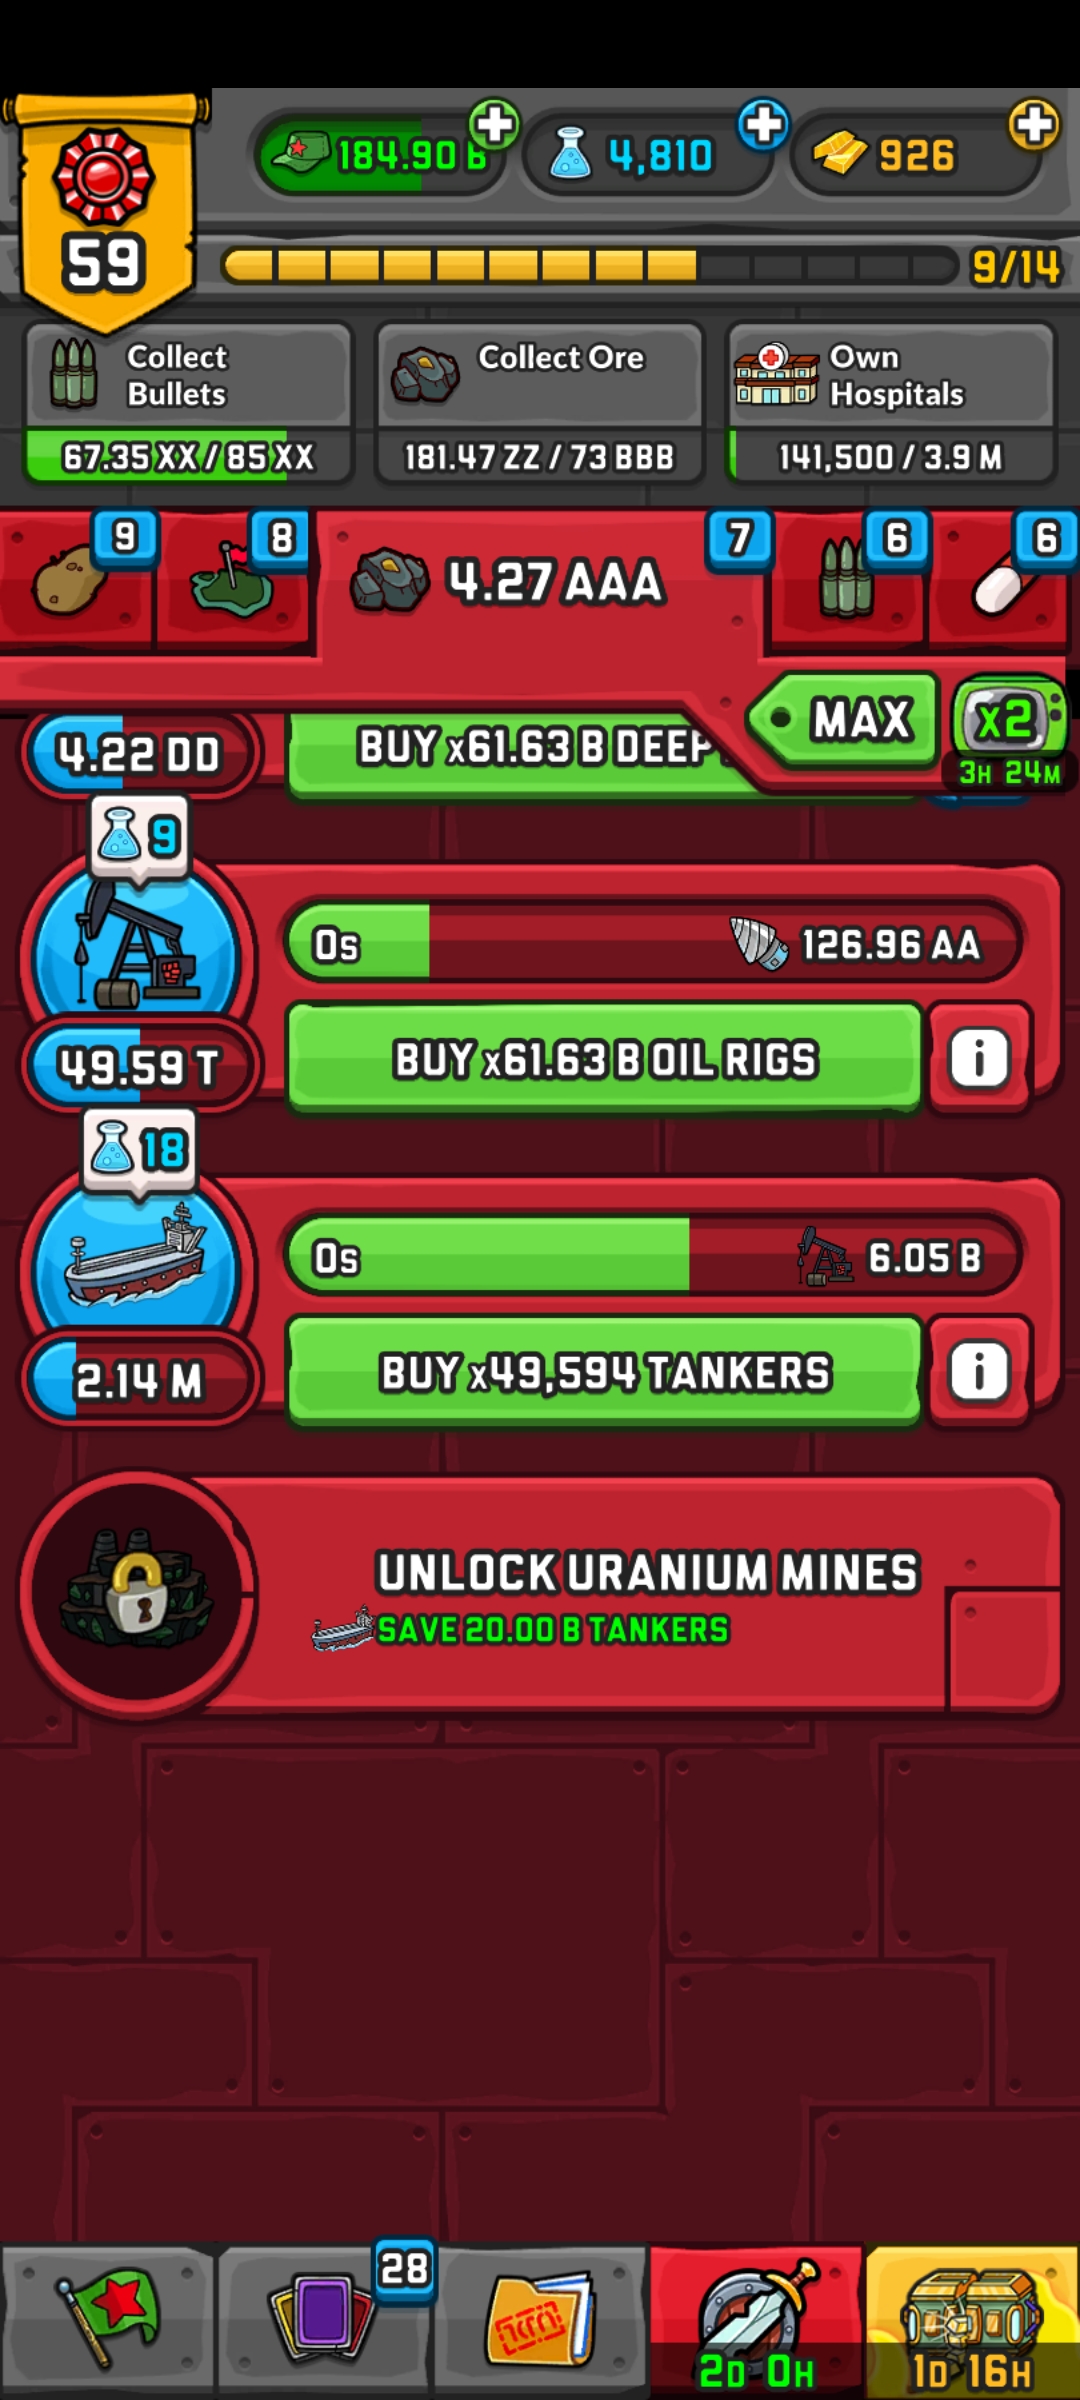 184.90 B
4,810
926
59
9/14
Collect
Bullets
67.35 XX / 85 XX
Collect Ore
181.47 ZZ / 73 BBB
Own
Hospitals
141,500 / 3.9 M
9
8
4.27 AAA
7
6
6
MAX
x2
3H 24M
4.22 DD
BUY x61.63 B DEEP
9
0s
126.96 AA
49.59 T
BUY x61.63 B OIL RIGS
i
18
0s
6.05 B
2.14 M
BUY x49,594 TANKERS
i
UNLOCK URANIUM MINES
SAVE 20.00 B TANKERS
28
2D 0H
1D 16H